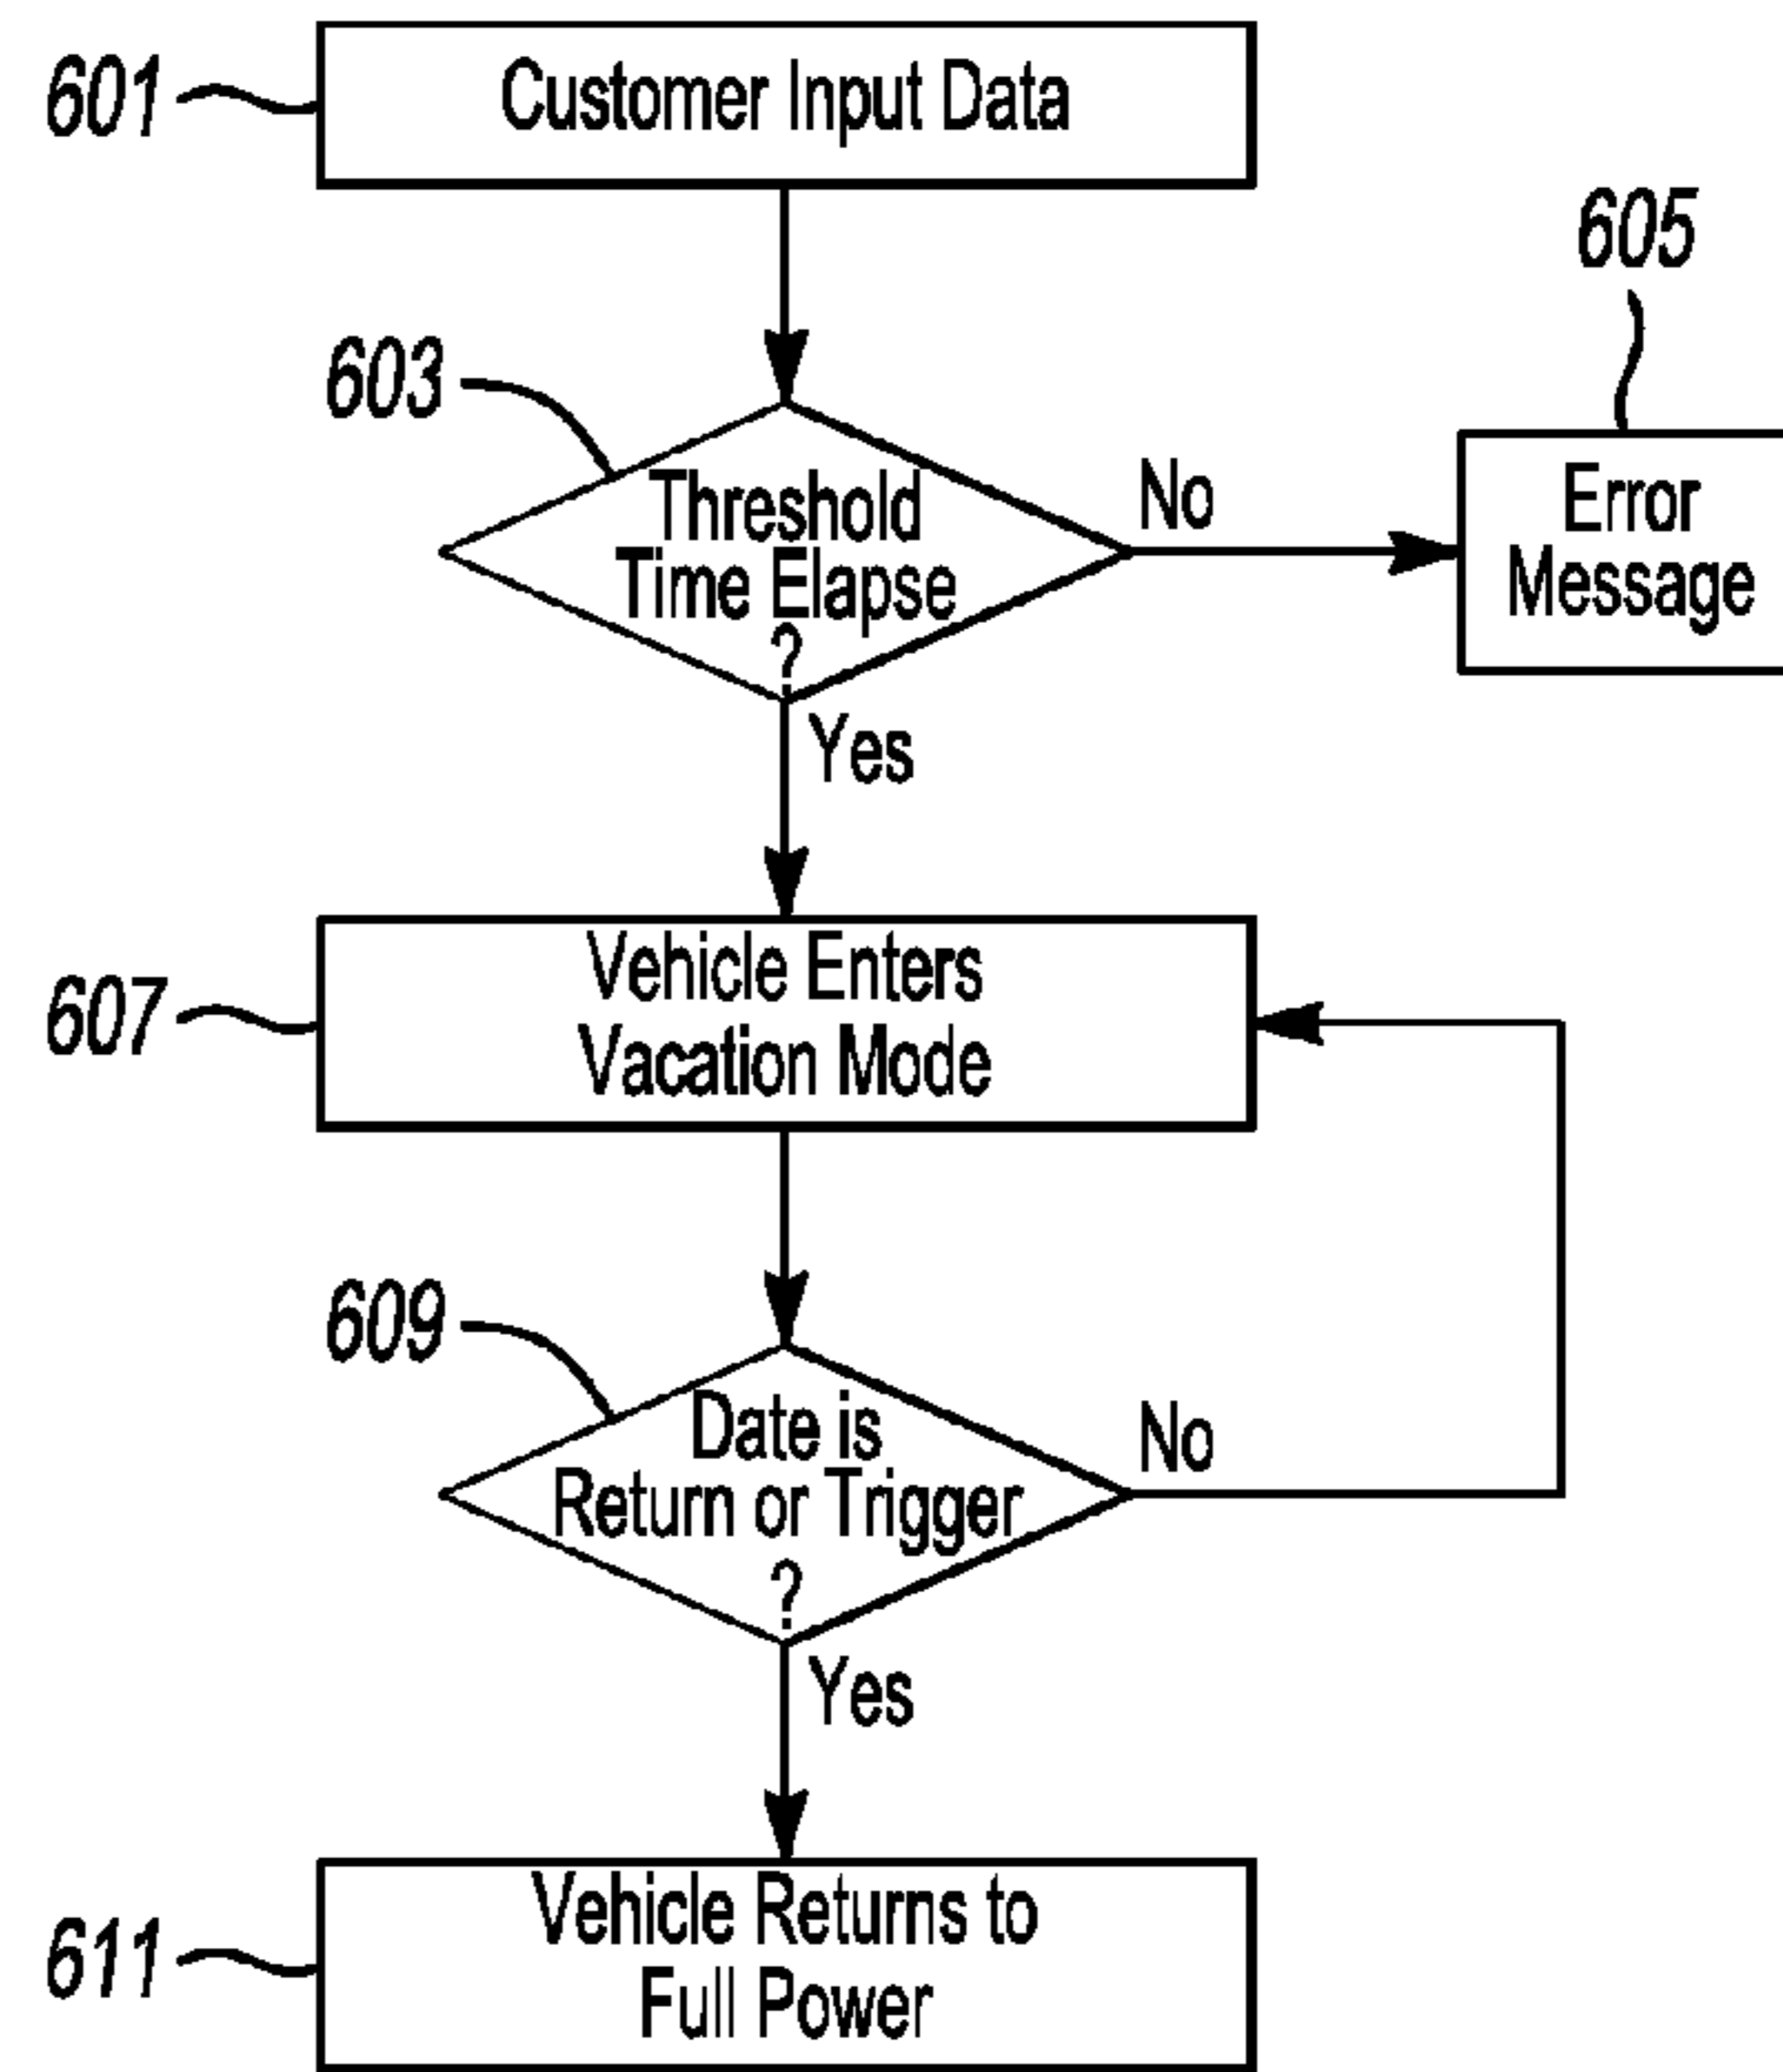 601
Customer Input Data
605
603
Threshold
Time Elapse
?
No
Error
Message
Yes
607
Vehicle Enters
Vacation Mode
609
Date is
Return or Trigger
?
No
Yes
611
Vehicle Returns to
Full Power